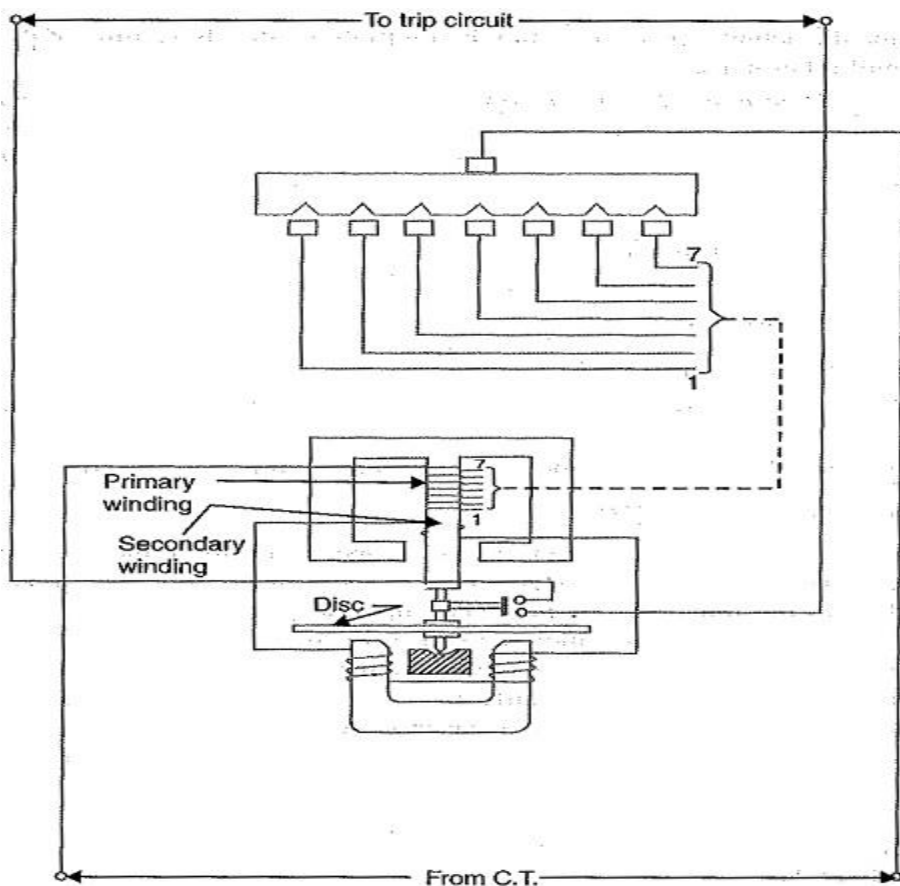 To trip circuit
7
1
7
Primary
winding
1
Secondary
winding
Disc
From C.T.